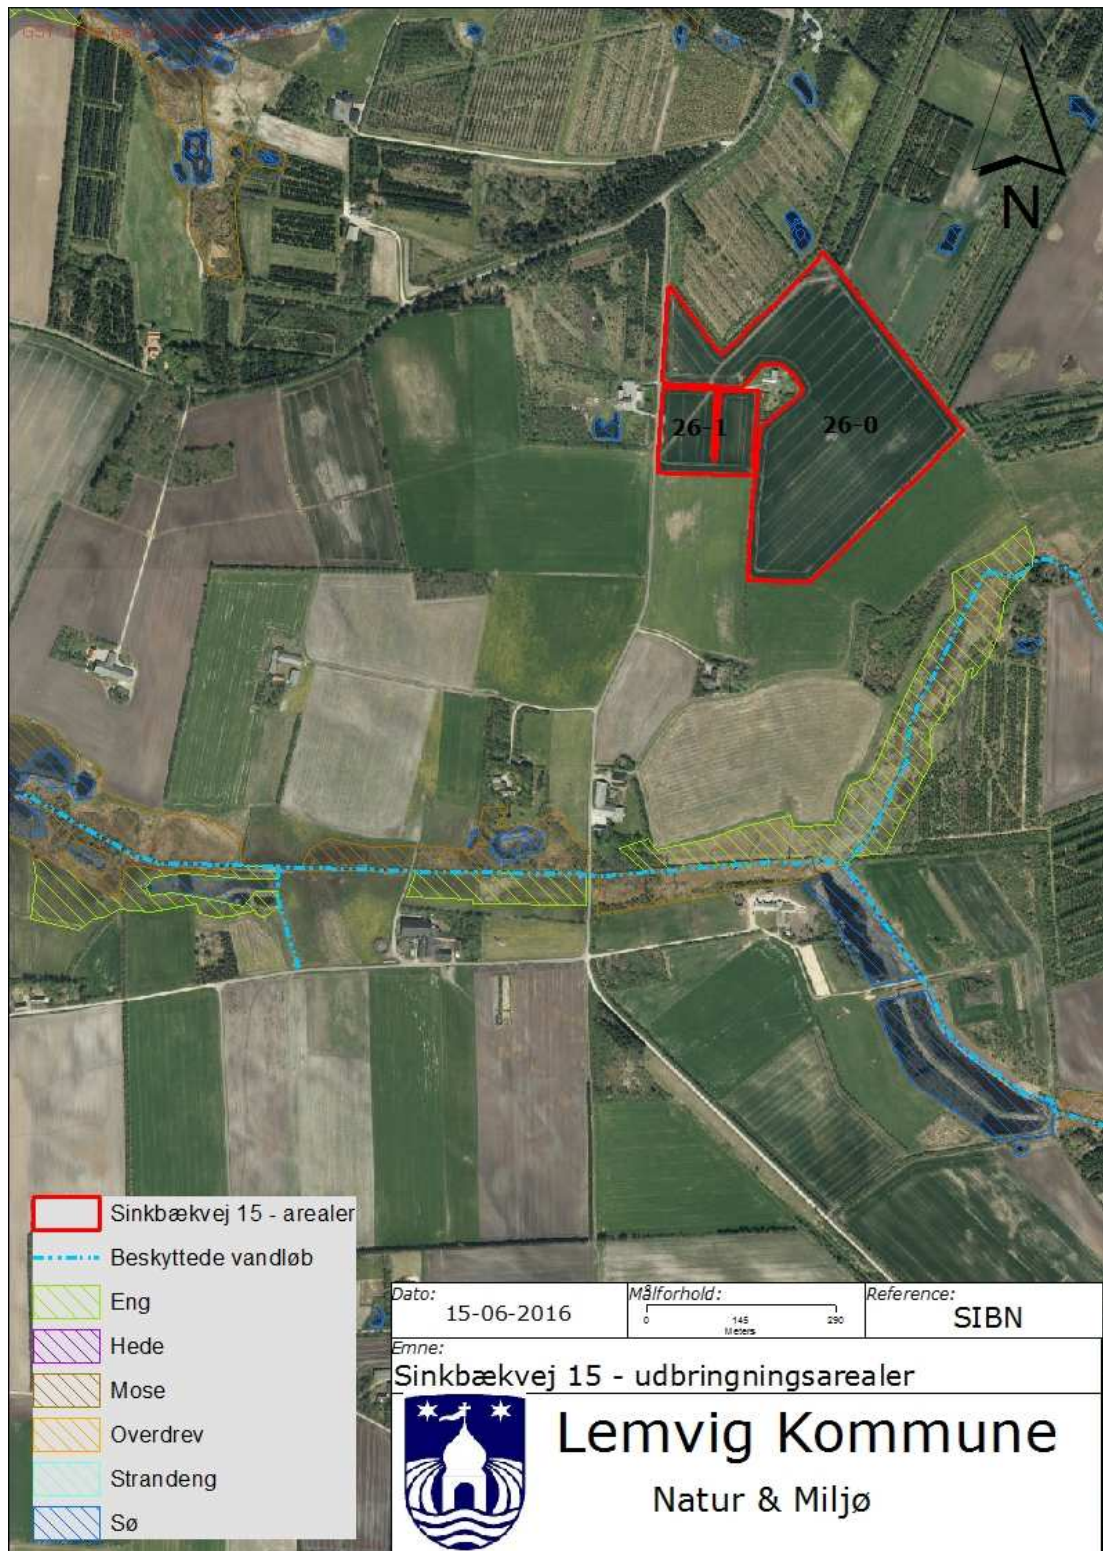 N
26-1
26-0
Sinkbækvej 15 - arealer
Beskyttede vandløb
Eng
Hede
Mose
Overdrev
Strandeng
Sø
Dato:
15-06-2016
Målforhold:
0 145 290
Meters
Reference:
SIBN
Emne:
Sinkbækvej 15 - udbringningsarealer
Lemvig Kommune
Natur & Miljø